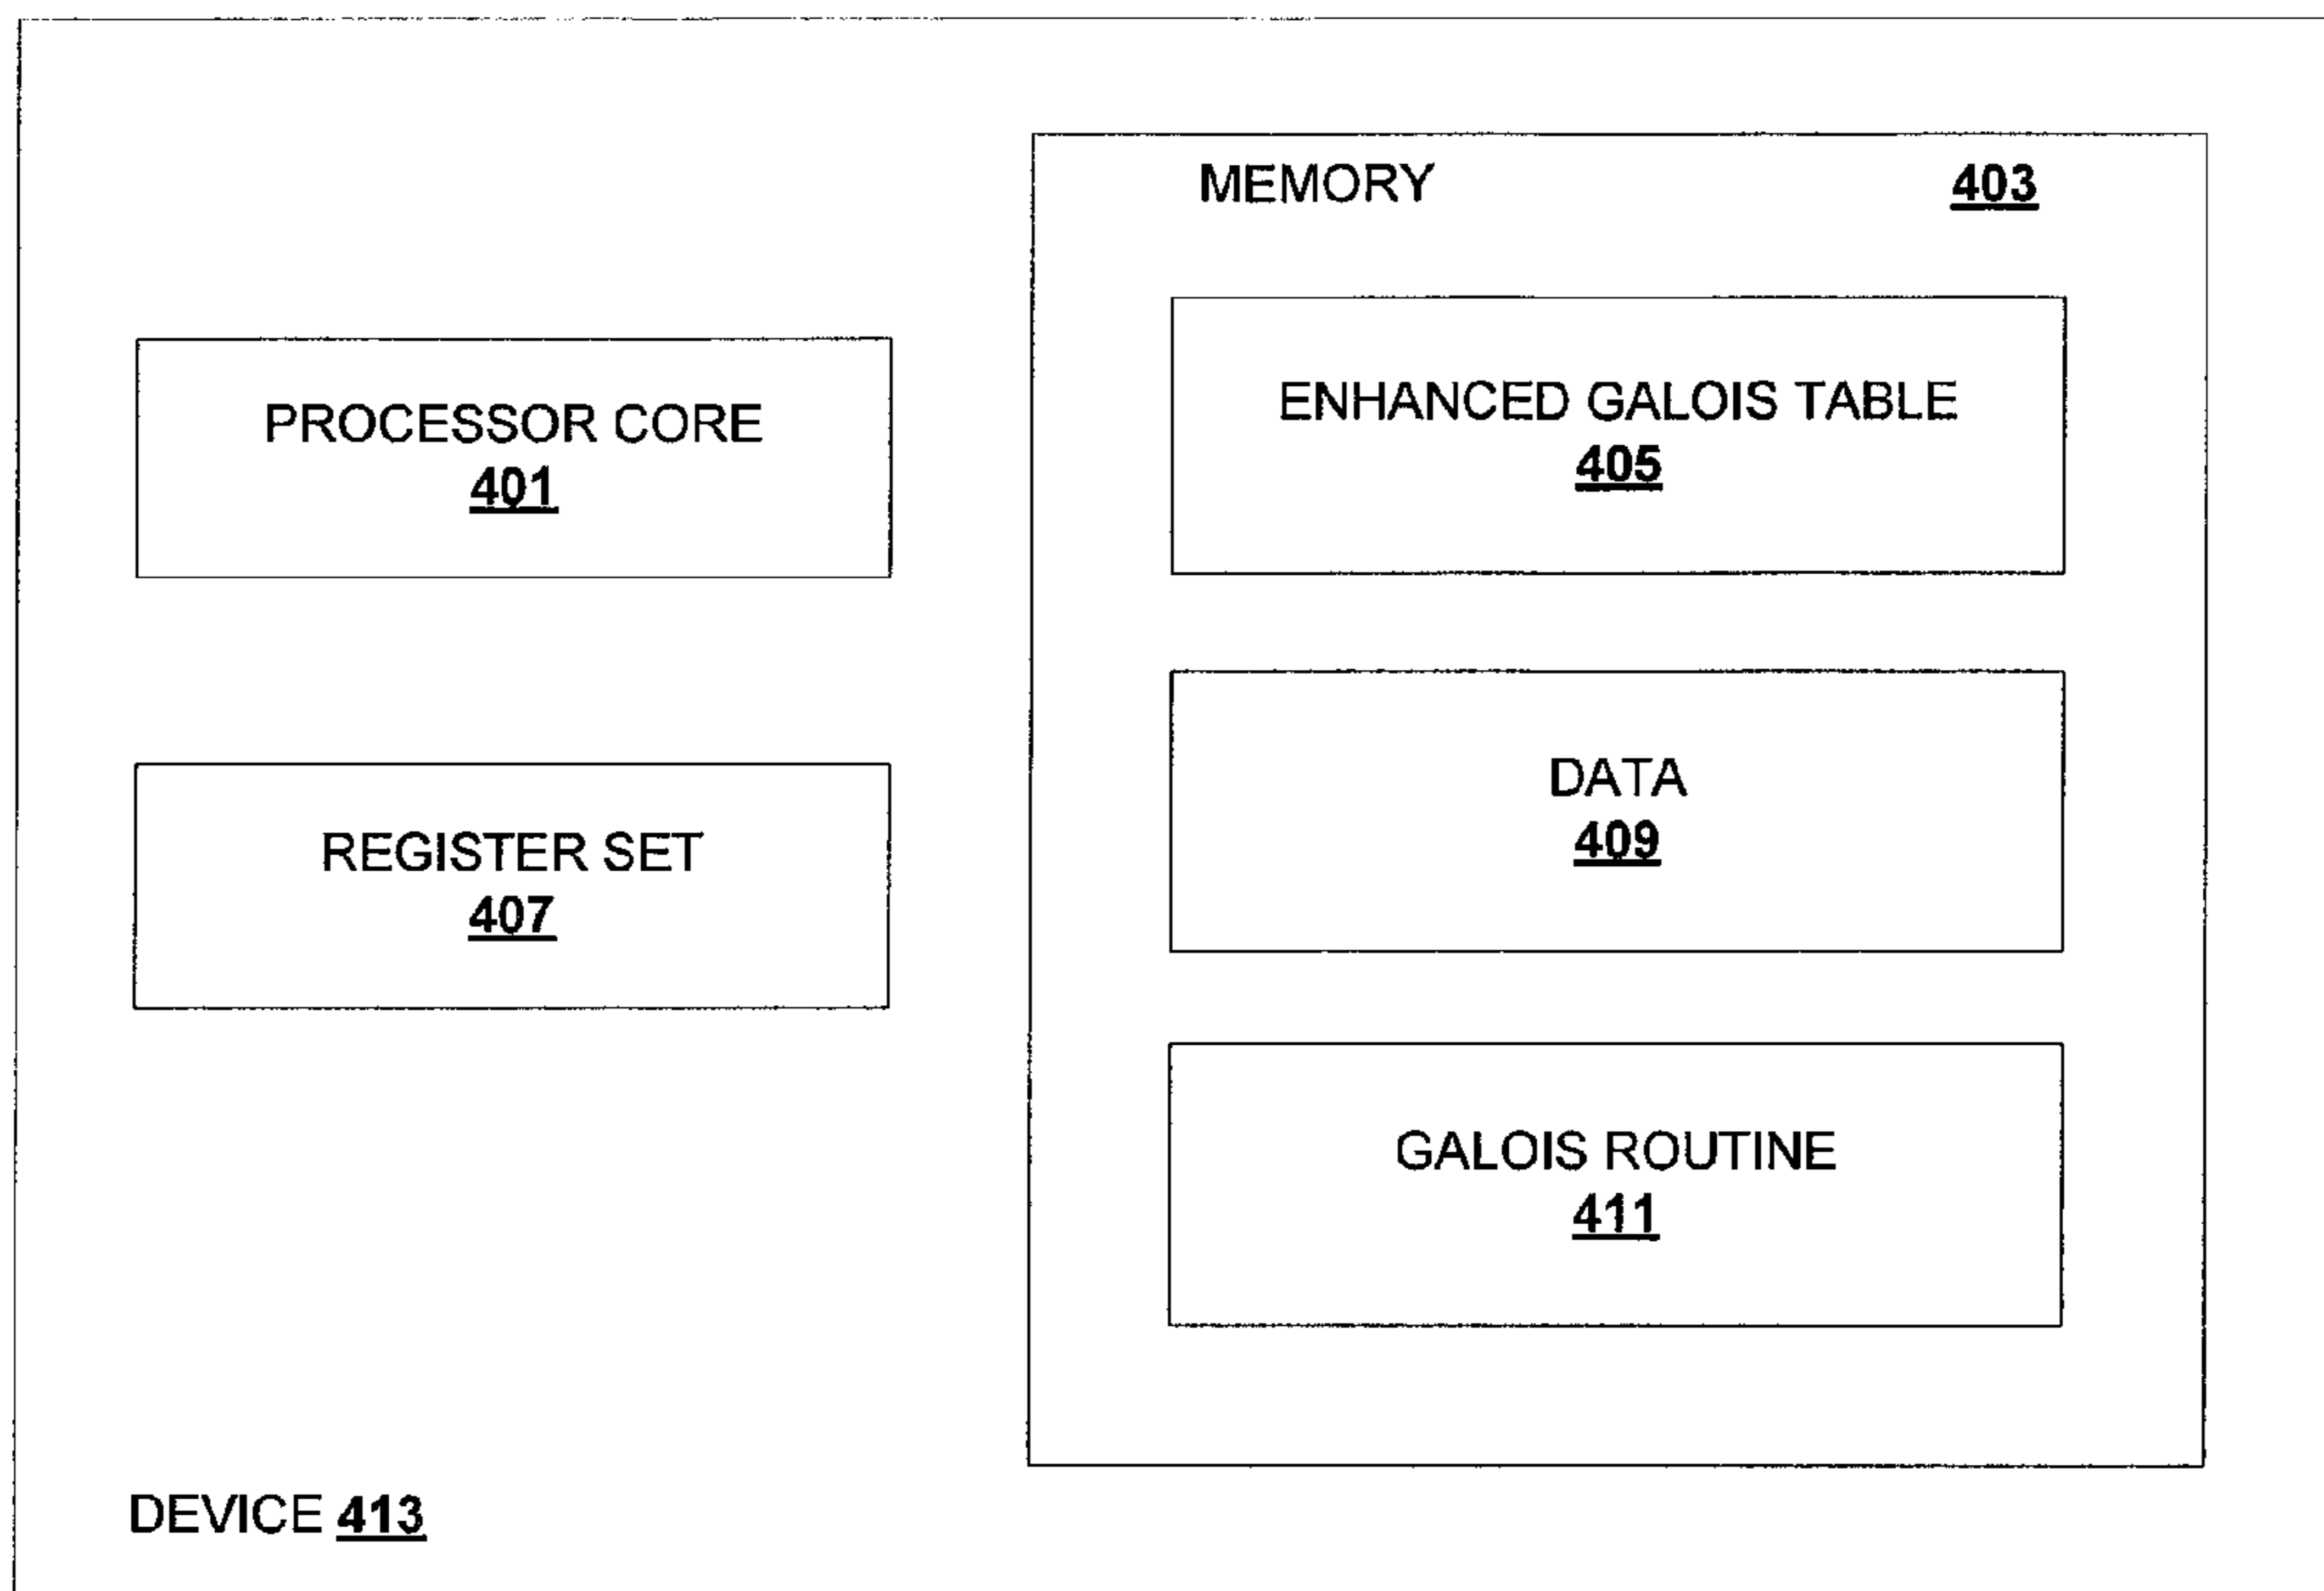 MEMORY 403
PROCESSOR CORE
401
ENHANCED GALOIS TABLE
405
REGISTER SET
407
DATA
409
GALOIS ROUTINE
411
DEVICE 413